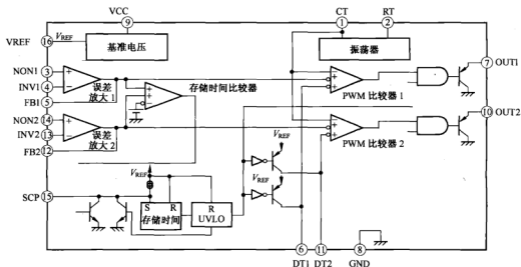 VCC
CT
RT
9
1
2
VREF
16
VREF
基准电压
振荡器
NON1
3
INV1
4
FB1
5
误差
放大 1
存储时间比较器
PWM 比较器 1
7
OUT1
NON2
14
INV2
13
FB2
12
误差
放大 2
PWM 比较器 2
10
OUT2
VREF
VREF
VREF
SCP
15
S
R
存储时间
R
UVLO
6
11
8
DT1
DT2
GND